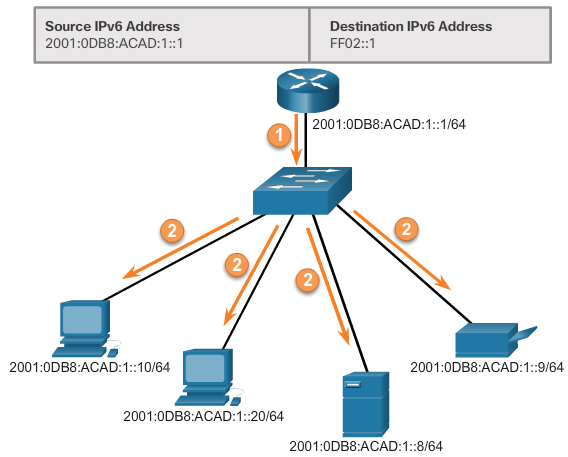 Source IPv6 Address
2001:0DB8:ACAD:1::1
Destination IPv6 Address
FF02::1
2001:0DB8:ACAD:1::1/64
1
2
2
2
2
2001:0DB8:ACAD:1::10/64
2001:0DB8:ACAD:1::9/64
2001:0DB8:ACAD:1::20/64
2001:0DB8:ACAD:1::8/64